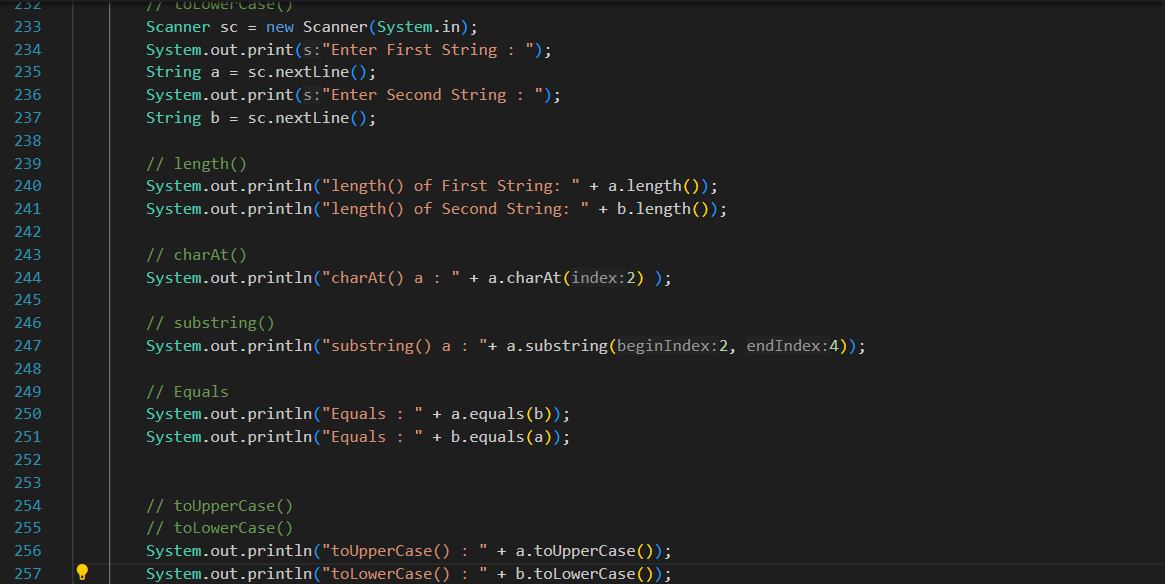 232 // toLowerCase()
233 Scanner sc = new Scanner(System.in);
234 System.out.print(s:"Enter First String : ");
235 String a = sc.nextLine();
236 System.out.print(s:"Enter Second String : ");
237 String b = sc.nextLine();
238
239 // length()
240 System.out.println("length() of First String: " + a.length());
241 System.out.println("length() of Second String: " + b.length());
242
243 // charAt()
244 System.out.println("charAt() a : " + a.charAt(index:2) );
245
246 // substring()
247 System.out.println("substring() a : "+ a.substring(beginIndex:2, endIndex:4));
248
249 // Equals
250 System.out.println("Equals : " + a.equals(b));
251 System.out.println("Equals : " + b.equals(a));
252
253
254 // toUpperCase()
255 // toLowerCase()
256 System.out.println("toUpperCase() : " + a.toUpperCase());
257 System.out.println("toLowerCase() : " + b.toLowerCase());